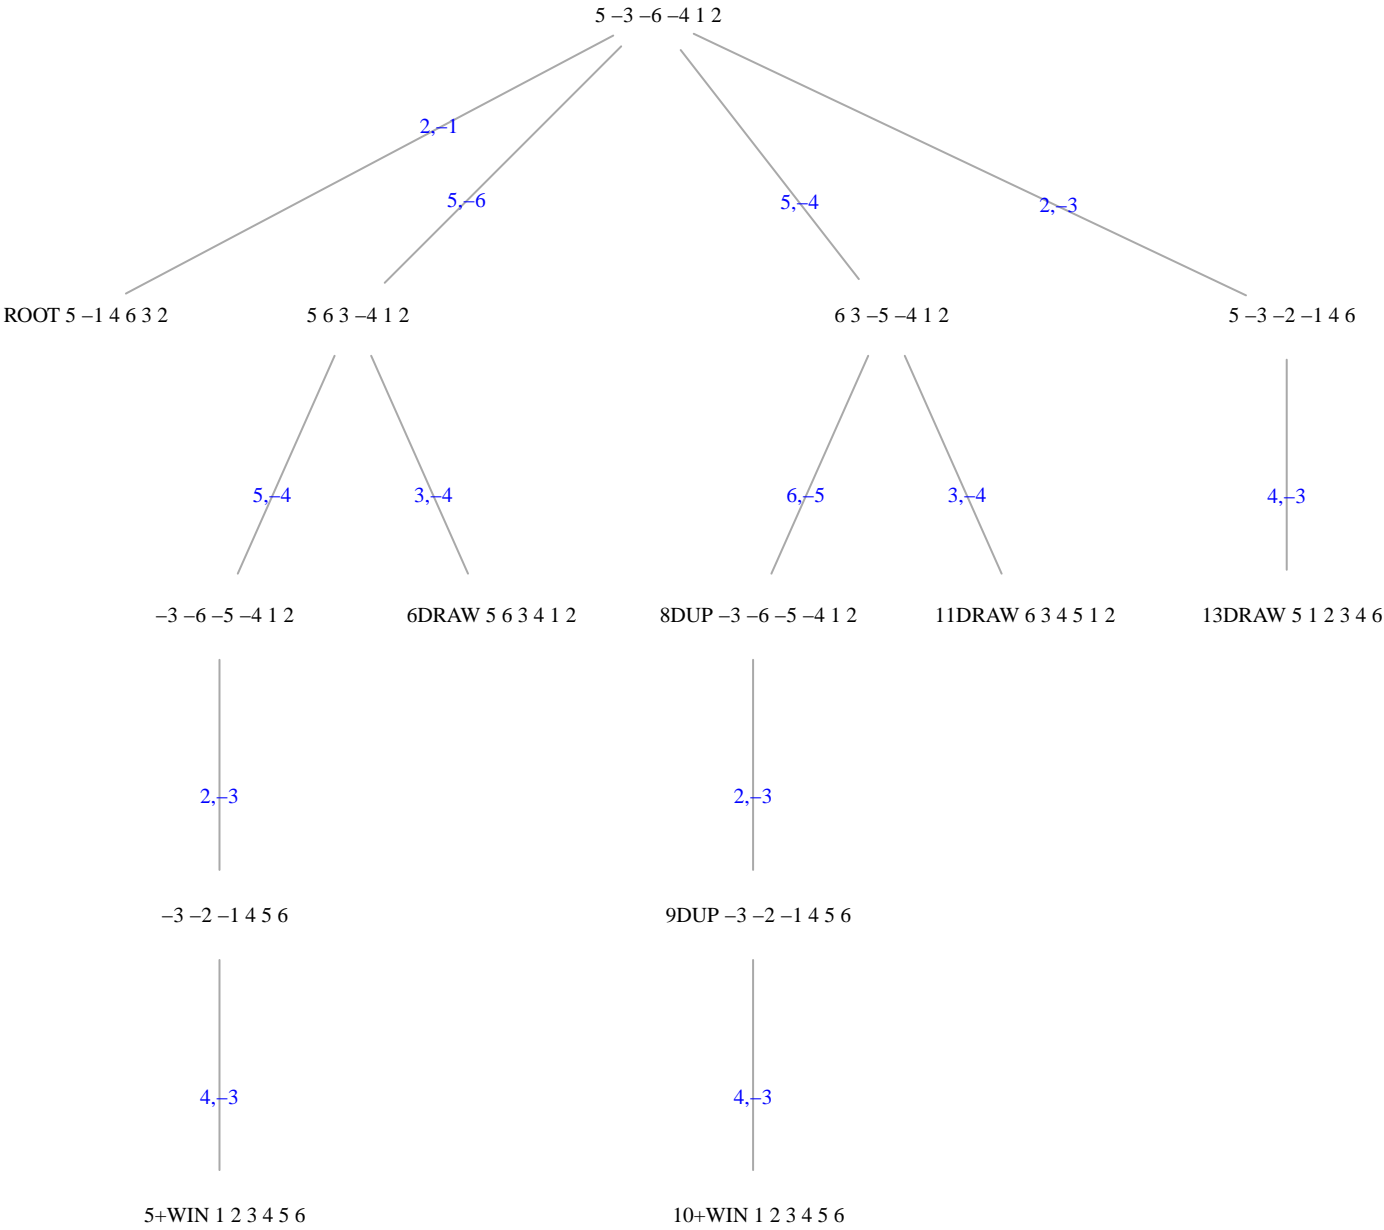 5 –3 –6 –4 1 2
2,–1
5,–6
5,–4
2,–3
ROOT 5 –1 4 6 3 2
5 6 3 –4 1 2
6 3 –5 –4 1 2
5 –3 –2 –1 4 6
5,–4
3,–4
6,–5
3,–4
4,–3
–3 –6 –5 –4 1 2
6DRAW 5 6 3 4 1 2
8DUP –3 –6 –5 –4 1 2
11DRAW 6 3 4 5 1 2
13DRAW 5 1 2 3 4 6
2,–3
2,–3
–3 –2 –1 4 5 6
9DUP –3 –2 –1 4 5 6
4,–3
4,–3
5+WIN 1 2 3 4 5 6
10+WIN 1 2 3 4 5 6